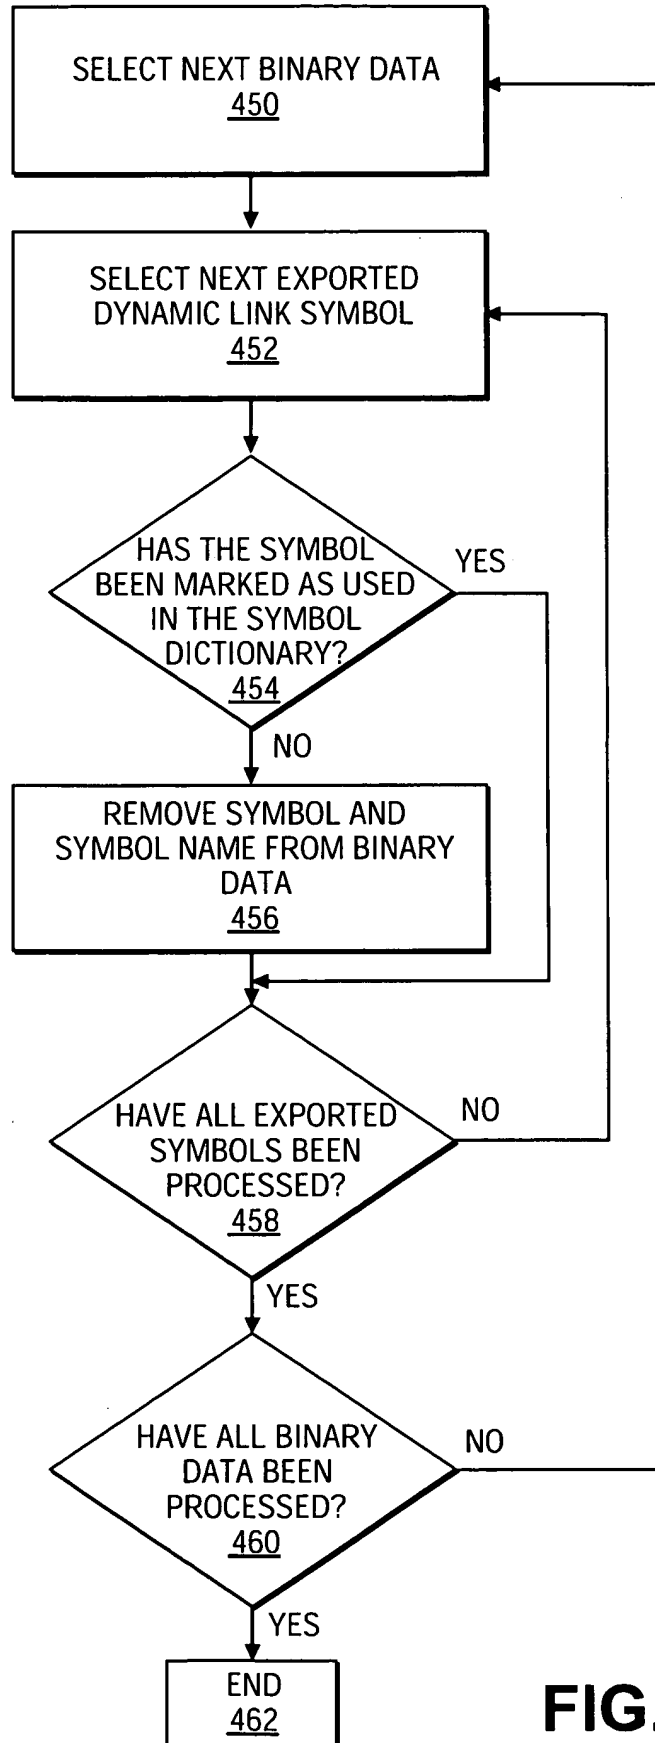 SELECT NEXT BINARY DATA
450
SELECT NEXT EXPORTED
DYNAMIC LINK SYMBOL
452
HAS THE SYMBOL
BEEN MARKED AS USED
IN THE SYMBOL
DICTIONARY?
454
YES
NO
REMOVE SYMBOL AND
SYMBOL NAME FROM BINARY
DATA
456
HAVE ALL EXPORTED
SYMBOLS BEEN
PROCESSED?
458
NO
YES
HAVE ALL BINARY
DATA BEEN
PROCESSED?
460
NO
YES
END
462
FIG.